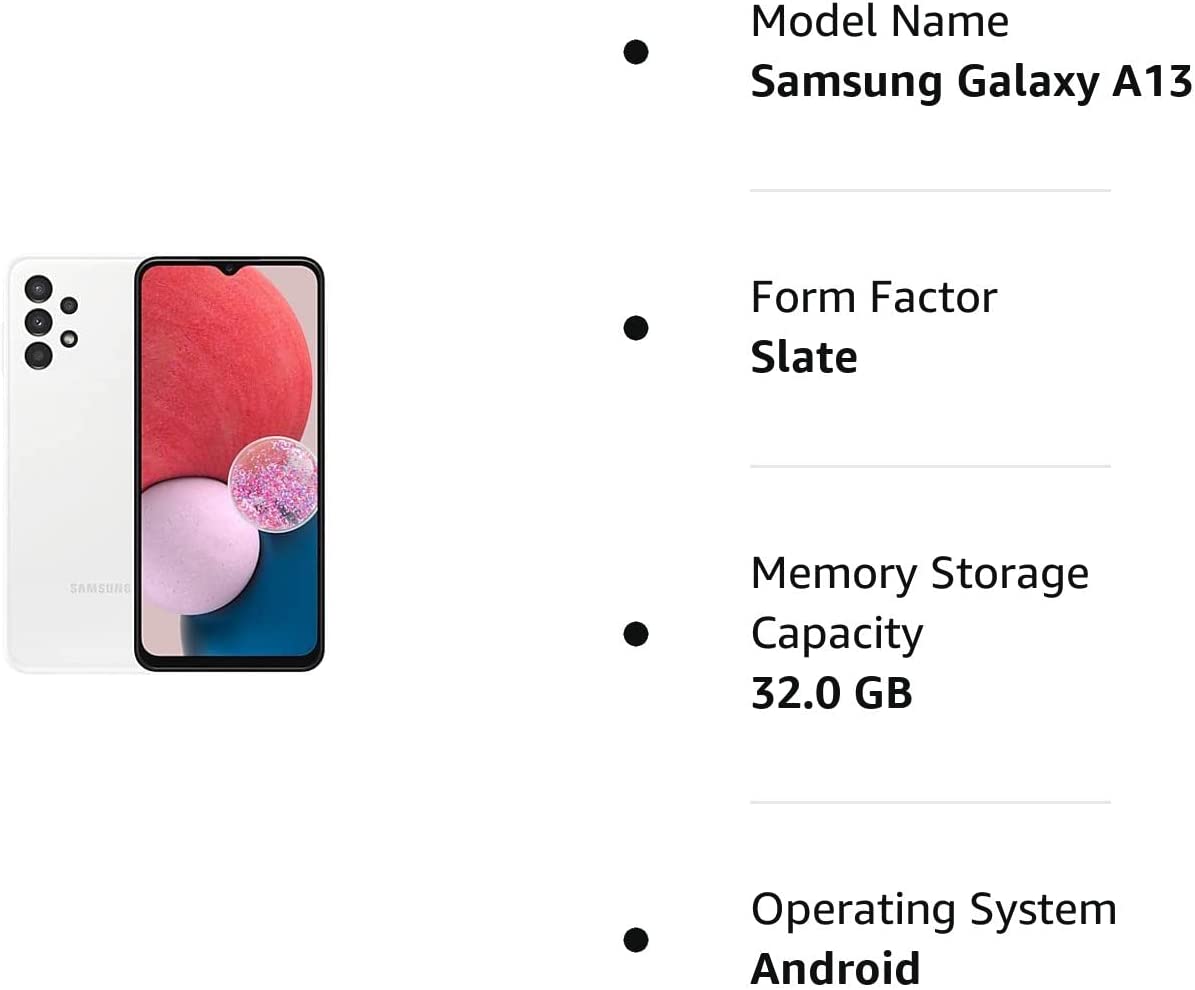 Model Name
Samsung Galaxy A13
Form Factor
Slate
Memory Storage
Capacity
32.0 GB
Operating System
Android
SAMSUNG